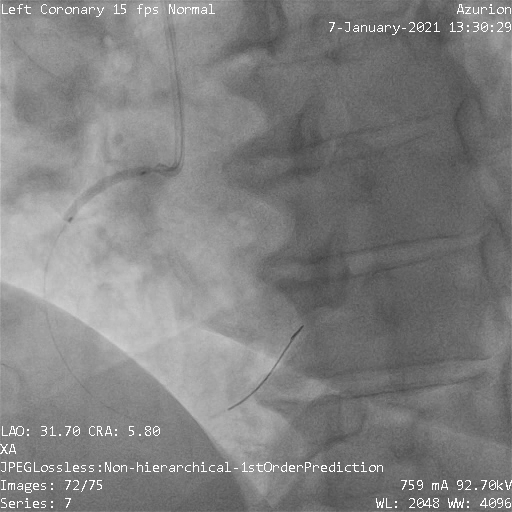 Left Coronary 15 fps Normal
Azurion
7-January-2021 13:30:29
LAO: 31.70 CRA: 5.80
XA
JPEGLossless:Non-hierarchical-1stOrderPrediction
Images: 72/75
759 mA 92.70kV
Series: 7
WL: 2048 WW: 4096